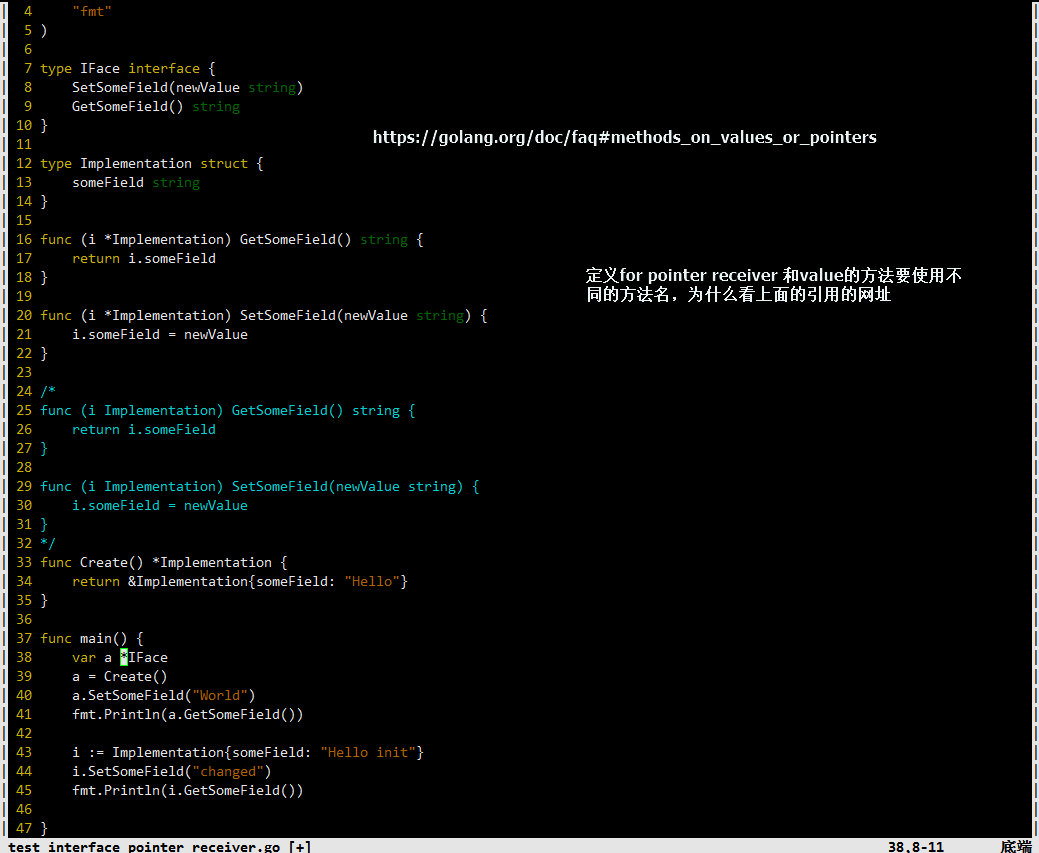 4     "fmt"
5 )
6
7 type IFace interface {
8     SetSomeField(newValue string)
9     GetSomeField() string
10 }
https://golang.org/doc/faq#methods_on_values_or_pointers
11
12 type Implementation struct {
13     someField string
14 }
15
16 func (i *Implementation) GetSomeField() string {
17     return i.someField
18 }
定义for pointer receiver 和value的方法要使用不
同的方法名，为什么看上面的引用的网址
19
20 func (i *Implementation) SetSomeField(newValue string) {
21     i.someField = newValue
22 }
23
24 /*
25 func (i Implementation) GetSomeField() string {
26     return i.someField
27 }
28
29 func (i Implementation) SetSomeField(newValue string) {
30     i.someField = newValue
31 }
32 */
33 func Create() *Implementation {
34     return &Implementation{someField: "Hello"}
35 }
36
37 func main() {
38     var a *IFace
39     a = Create()
40     a.SetSomeField("World")
41     fmt.Println(a.GetSomeField())
42
43     i := Implementation{someField: "Hello init"}
44     i.SetSomeField("changed")
45     fmt.Println(i.GetSomeField())
46
47 }
test_interface_pointer_receiver.go [+] 38,8-11 底端